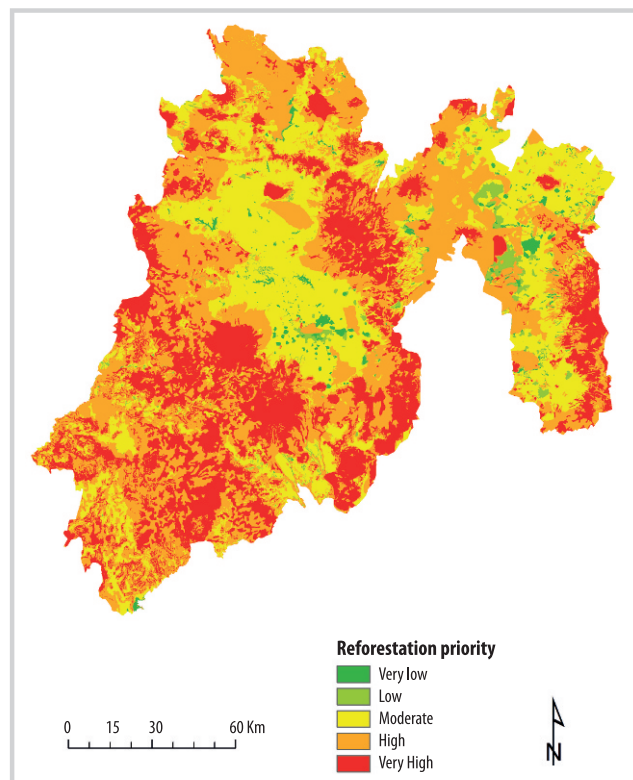 Reforestation priority
Very low
Low
Moderate
High
Very High
0 15 30 60 Km
N